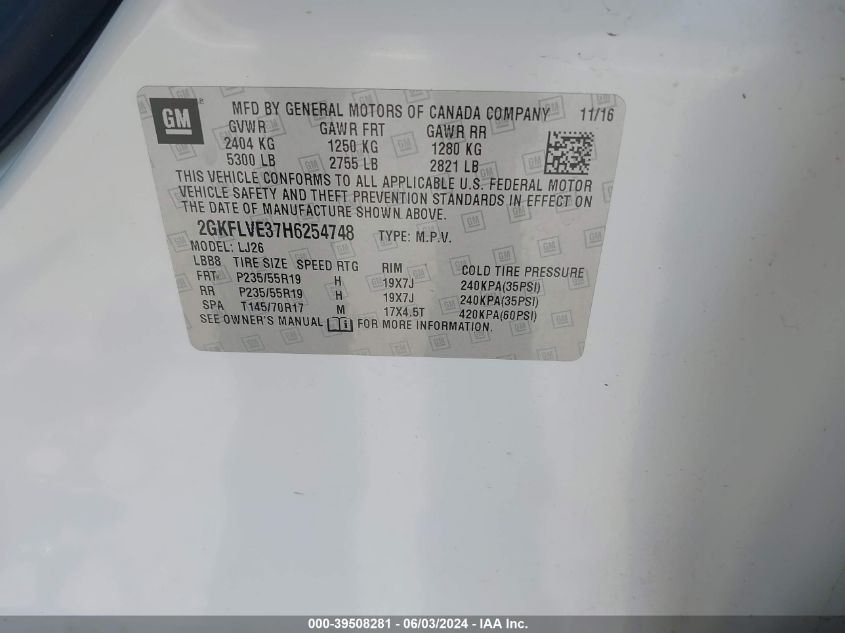 GM
MFD BY GENERAL MOTORS OF CANADA COMPANY 11/16
GVWR GAWR FRT GAWR RR
2404 KG 1250 KG 1280 KG
5300 LB 2755 LB 2821 LB
THIS VEHICLE CONFORMS TO ALL APPLICABLE U.S. FEDERAL MOTOR
VEHICLE SAFETY AND THEFT PREVENTION STANDARDS IN EFFECT ON
THE DATE OF MANUFACTURE SHOWN ABOVE.
2GKFLVE37H6254748 TYPE: M.P.V.
MODEL: LJ26
LBB8 TIRE SIZE SPEED RTG RIM COLD TIRE PRESSURE
FRT P235/55R19 H 19X7J 240KPA(35PSI)
RR P235/55R19 H 19X7J 240KPA(35PSI)
SPA T145/70R17 M 17X4.5T 420KPA(60PSI)
SEE OWNER'S MANUAL FOR MORE INFORMATION.
000-39508281 - 06/03/2024 - IAA Inc.